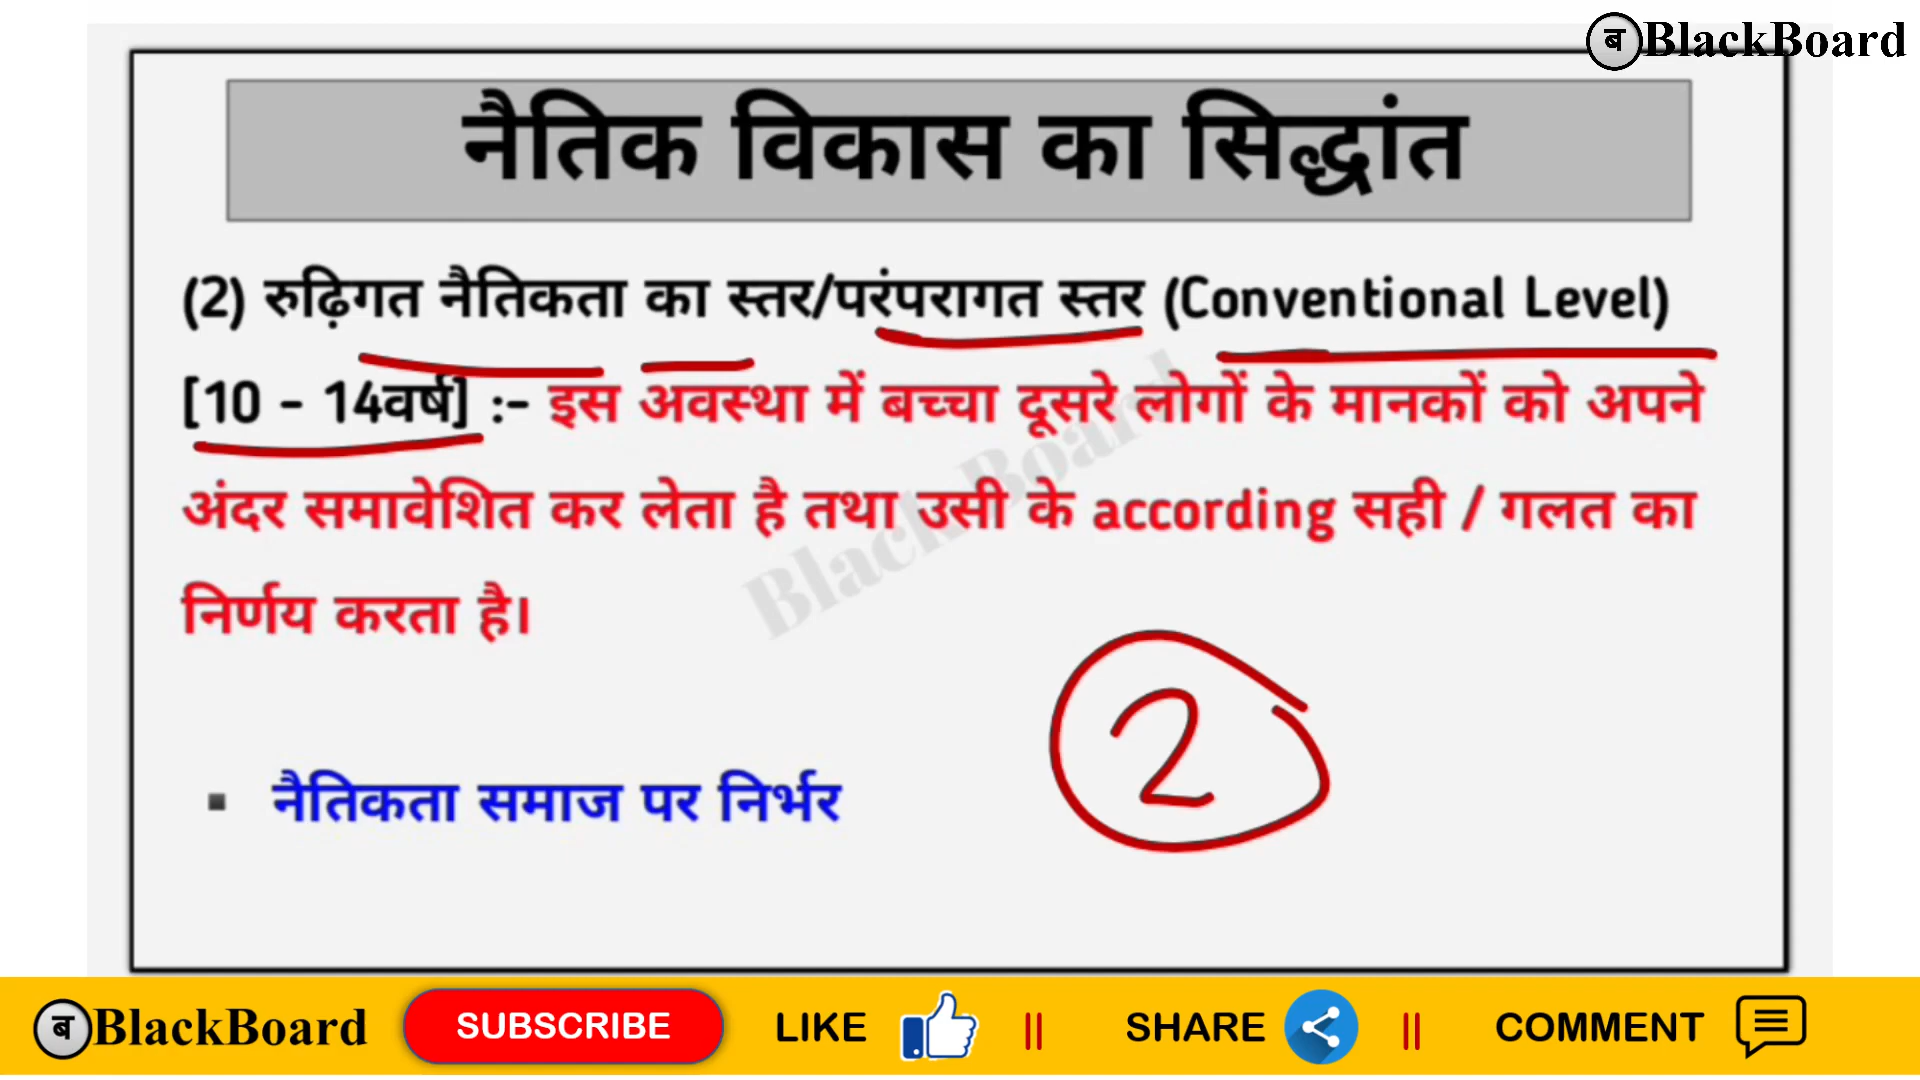 ब BlackBoard
नैतिक विकास का सिद्धांत
(2) रुढ़िगत नैतिकता का स्तर/परंपरागत स्तर (Conventional Level)
[10 - 14वर्ष] :- इस अवस्था में बच्चा दूसरे लोगों के मानकों को अपने
अंदर समावेशित कर लेता है तथा उसी के according सही / गलत का
निर्णय करता है।
Black Board
2
▪ नैतिकता समाज पर निर्भर
ब BlackBoard SUBSCRIBE LIKE || SHARE || COMMENT